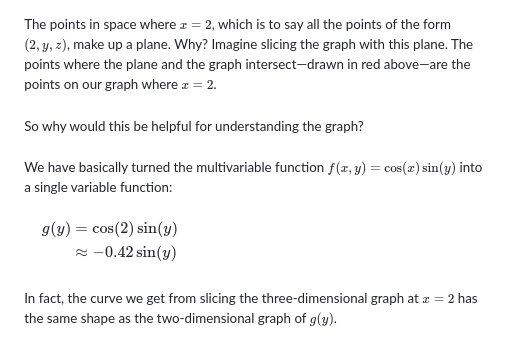 The points in space where x = 2, which is to say all the points of the form
(2, y, z), make up a plane. Why? Imagine slicing the graph with this plane. The
points where the plane and the graph intersect—drawn in red above—are the
points on our graph where x = 2.
So why would this be helpful for understanding the graph?
We have basically turned the multivariable function f(x, y) = cos(x) sin(y) into
a single variable function:
g(y) = cos(2) sin(y)
≈ −0.42 sin(y)
In fact, the curve we get from slicing the three-dimensional graph at x = 2 has
the same shape as the two-dimensional graph of g(y).